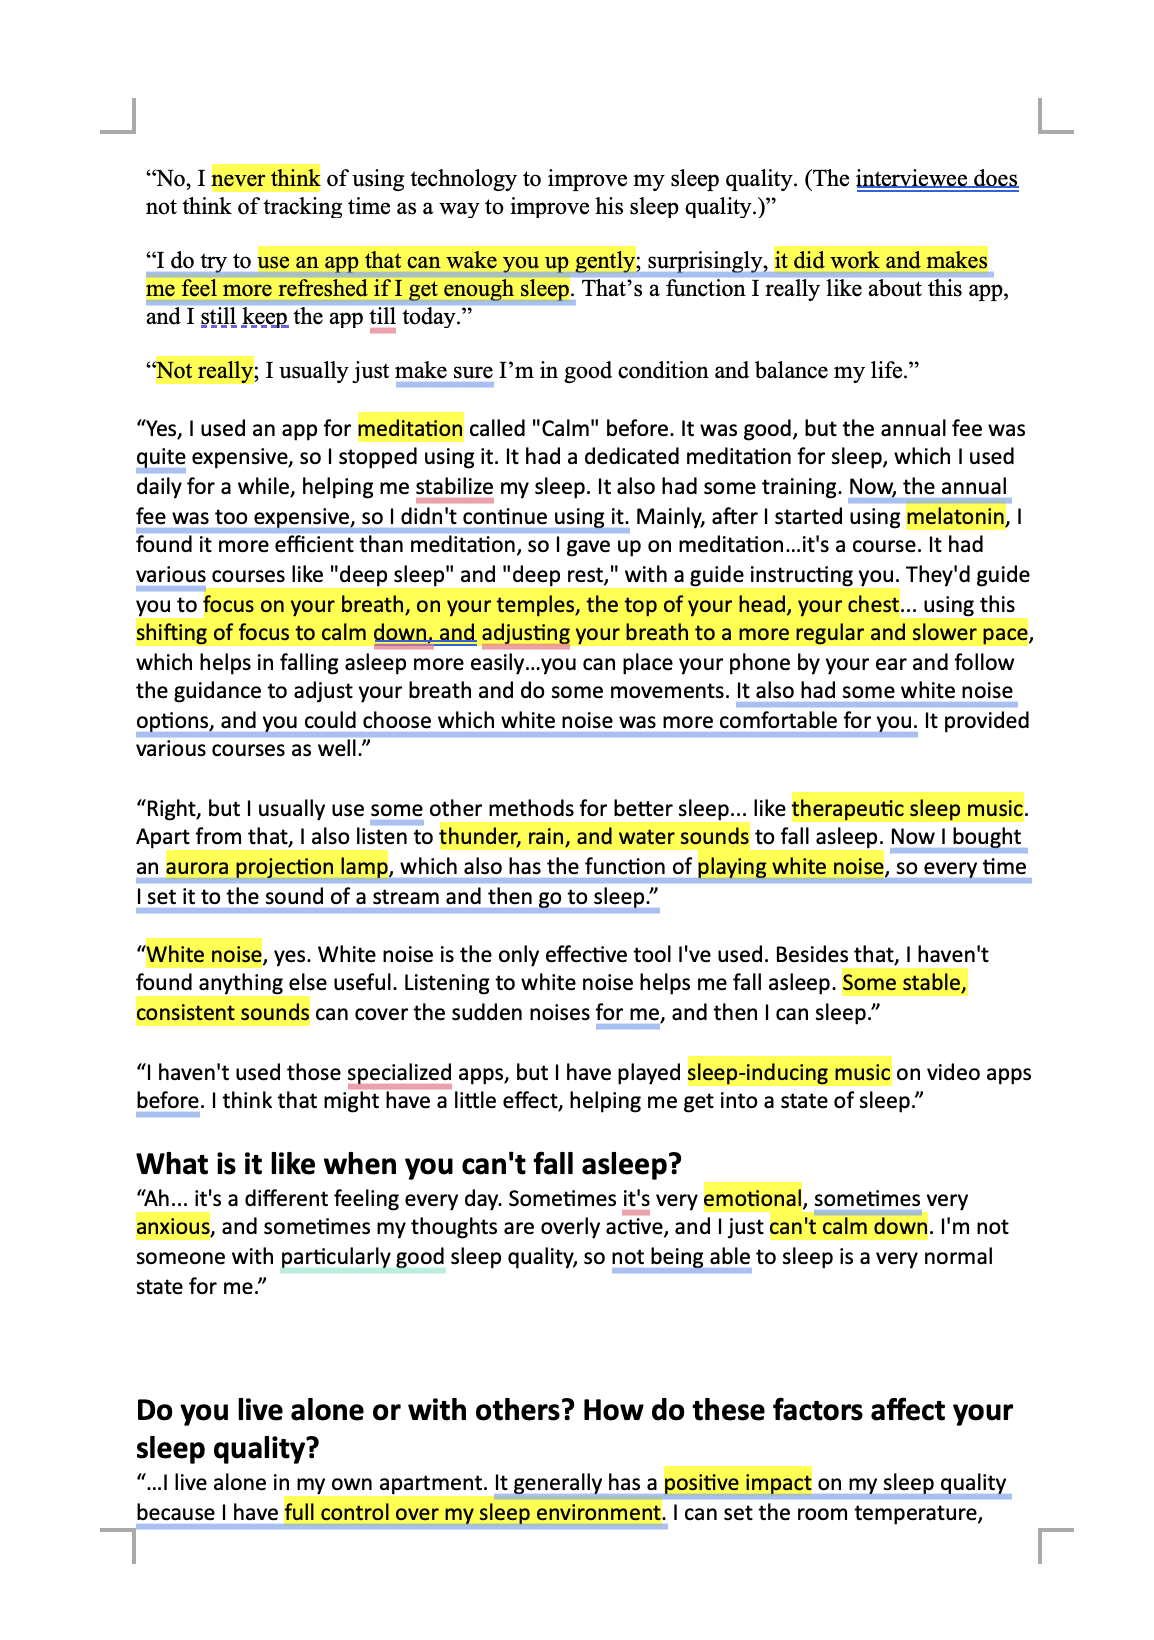 “No, I never think of using technology to improve my sleep quality. (The interviewee does
not think of tracking time as a way to improve his sleep quality.)”
“I do try to use an app that can wake you up gently; surprisingly, it did work and makes
me feel more refreshed if I get enough sleep. That’s a function I really like about this app,
and I still keep the app till today.”
“Not really; I usually just make sure I’m in good condition and balance my life.”
“Yes, I used an app for meditation called "Calm" before. It was good, but the annual fee was
quite expensive, so I stopped using it. It had a dedicated meditation for sleep, which I used
daily for a while, helping me stabilize my sleep. It also had some training. Now, the annual
fee was too expensive, so I didn't continue using it. Mainly, after I started using melatonin, I
found it more efficient than meditation, so I gave up on meditation...it's a course. It had
various courses like "deep sleep" and "deep rest," with a guide instructing you. They'd guide
you to focus on your breath, on your temples, the top of your head, your chest... using this
shifting of focus to calm down, and adjusting your breath to a more regular and slower pace,
which helps in falling asleep more easily...you can place your phone by your ear and follow
the guidance to adjust your breath and do some movements. It also had some white noise
options, and you could choose which white noise was more comfortable for you. It provided
various courses as well.”
“Right, but I usually use some other methods for better sleep... like therapeutic sleep music.
Apart from that, I also listen to thunder, rain, and water sounds to fall asleep. Now I bought
an aurora projection lamp, which also has the function of playing white noise, so every time
I set it to the sound of a stream and then go to sleep.”
“White noise, yes. White noise is the only effective tool I've used. Besides that, I haven't
found anything else useful. Listening to white noise helps me fall asleep. Some stable,
consistent sounds can cover the sudden noises for me, and then I can sleep.”
“I haven't used those specialized apps, but I have played sleep-inducing music on video apps
before. I think that might have a little effect, helping me get into a state of sleep.”
What is it like when you can't fall asleep?
“Ah... it's a different feeling every day. Sometimes it's very emotional, sometimes very
anxious, and sometimes my thoughts are overly active, and I just can't calm down. I'm not
someone with particularly good sleep quality, so not being able to sleep is a very normal
state for me.”
Do you live alone or with others? How do these factors affect your
sleep quality?
“...I live alone in my own apartment. It generally has a positive impact on my sleep quality
because I have full control over my sleep environment. I can set the room temperature,